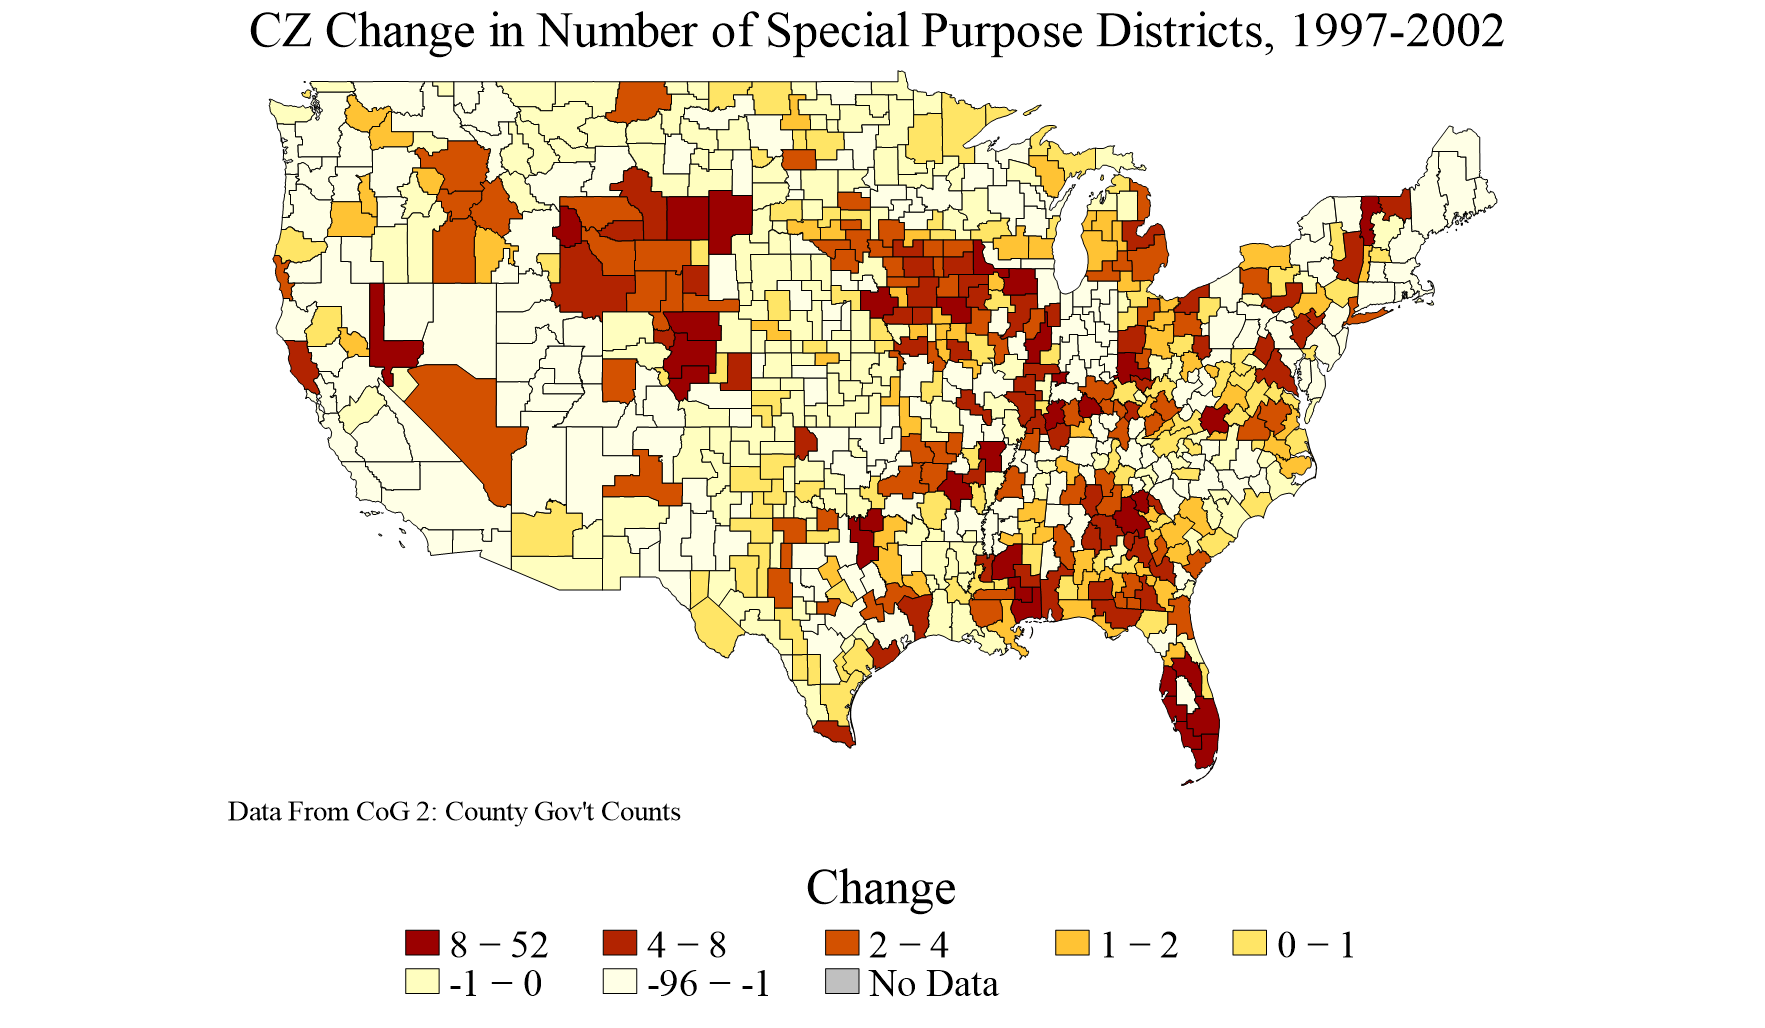 CZ Change in Number of Special Purpose Districts, 1997-2002
Data From CoG 2: County Gov't Counts
Change
8 − 52 4 − 8 2 − 4 1 − 2 0 − 1
-1 − 0 -96 − -1 No Data